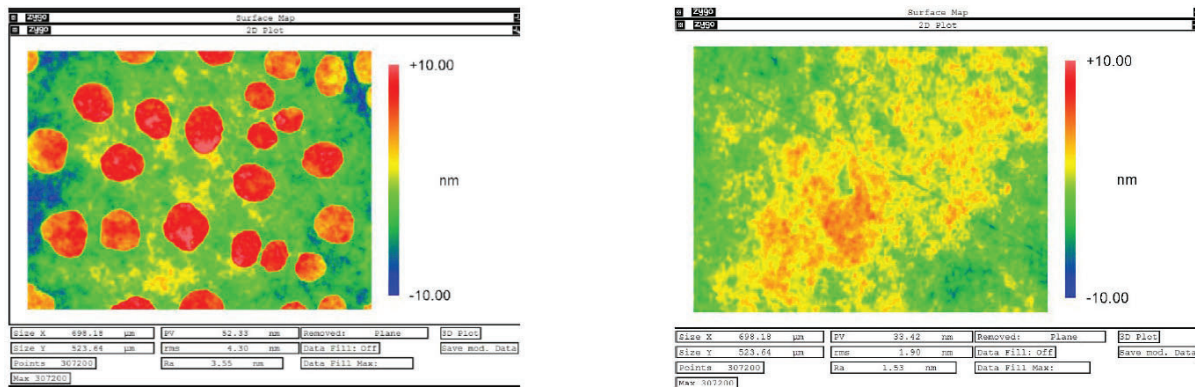 zygo Surface Map
zygo 2D Plot
+10.00
nm
-10.00
Size X 698.18 µm PV 52.33 nm Removed: Plane 3D Plot
Size Y 523.64 µm rms 4.30 nm Data Fill: Off Save mod. Data
Points 307200 Ra 3.55 nm Data Fill Max:
Max 307200
zygo Surface Map
zygo 2D Plot
+10.00
nm
-10.00
Size X 698.18 µm PV 33.42 nm Removed: Plane 3D Plot
Size Y 523.64 µm rms 1.90 nm Data Fill: Off Save mod. Data
Points 307200 Ra 1.53 nm Data Fill Max:
Max 307200